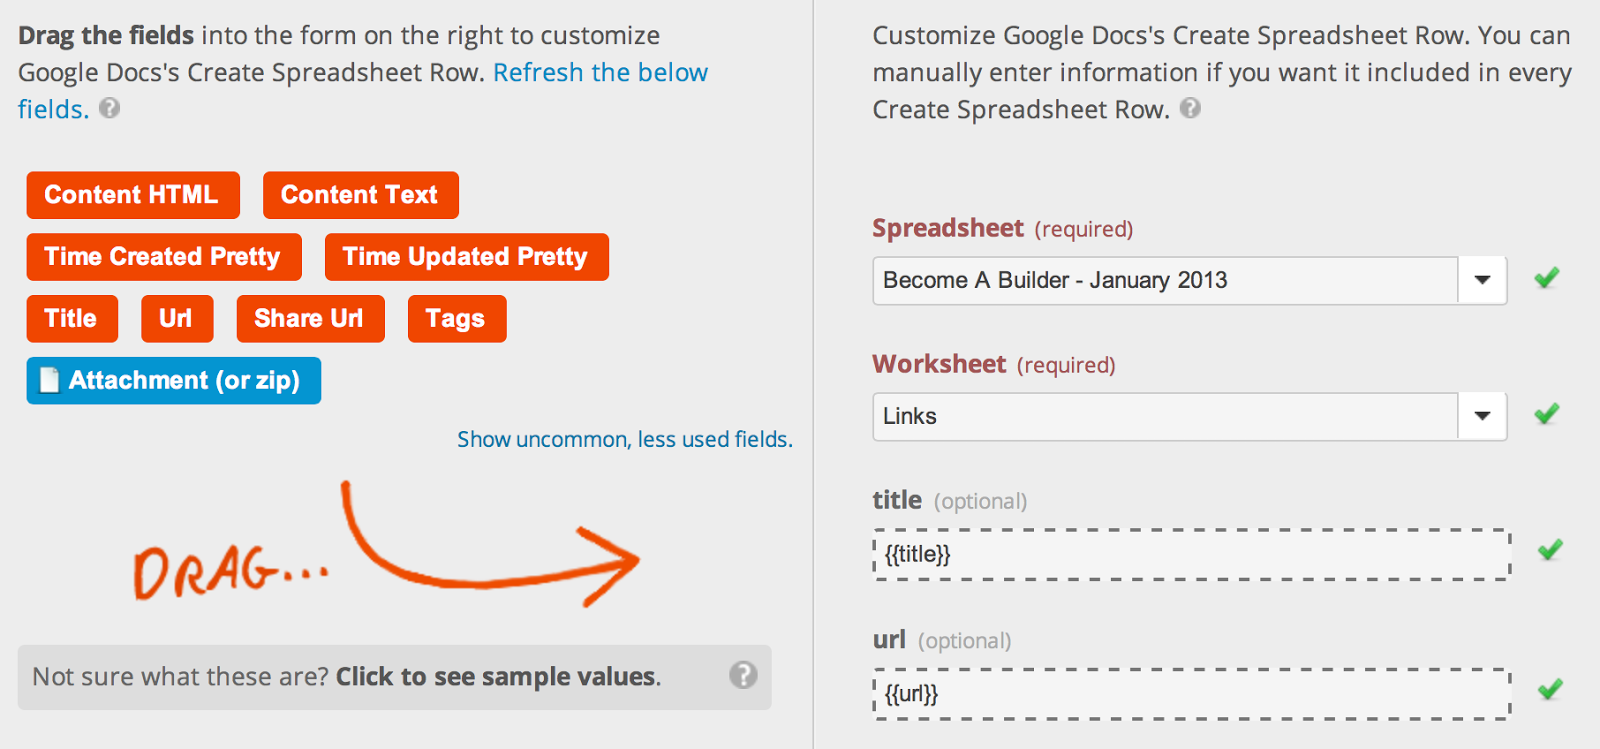 Drag the fields into the form on the right to customize
Google Docs's Create Spreadsheet Row. Refresh the below
fields. ?
Content HTML Content Text
Time Created Pretty Time Updated Pretty
Title Url Share Url Tags
Attachment (or zip)
Show uncommon, less used fields.
DRAG...
Not sure what these are? Click to see sample values. ?
Customize Google Docs's Create Spreadsheet Row. You can
manually enter information if you want it included in every
Create Spreadsheet Row. ?
Spreadsheet (required)
Become A Builder - January 2013
Worksheet (required)
Links
title (optional)
{{title}}
url (optional)
{{url}}